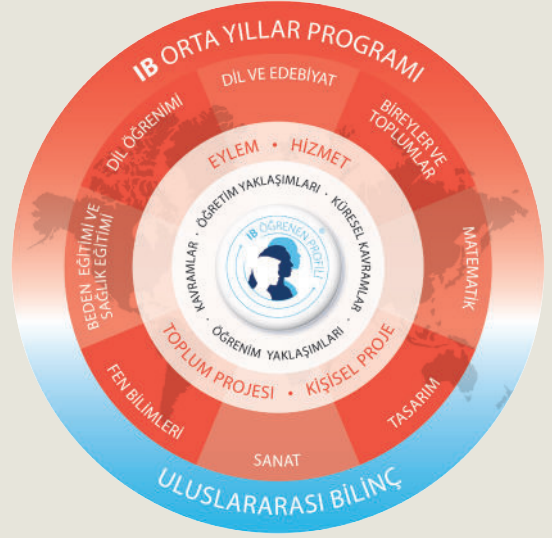 IB ORTA YILLAR PROGRAMI
DİL VE EDEBİYAT
BİREYLER VE
TOPLUMLAR
MATEMATİK
TASARIM
SANAT
FEN BİLİMLERİ
BEDEN EĞİTİMİ VE
SAĞLIK EĞİTİMİ
DİL ÖĞRENİMİ
EYLEM • HİZMET
KİŞİSEL PROJE
TOPLUM PROJESİ •
ÖĞRETİM YAKLAŞIMLARI ·
KÜRESEL KAVRAMLAR ·
ÖĞRENİM YAKLAŞIMLARI ·
KAVRAMLAR ·
IB ÖĞRENEN PROFİLİ
®
ULUSLARARASI BİLİNÇ